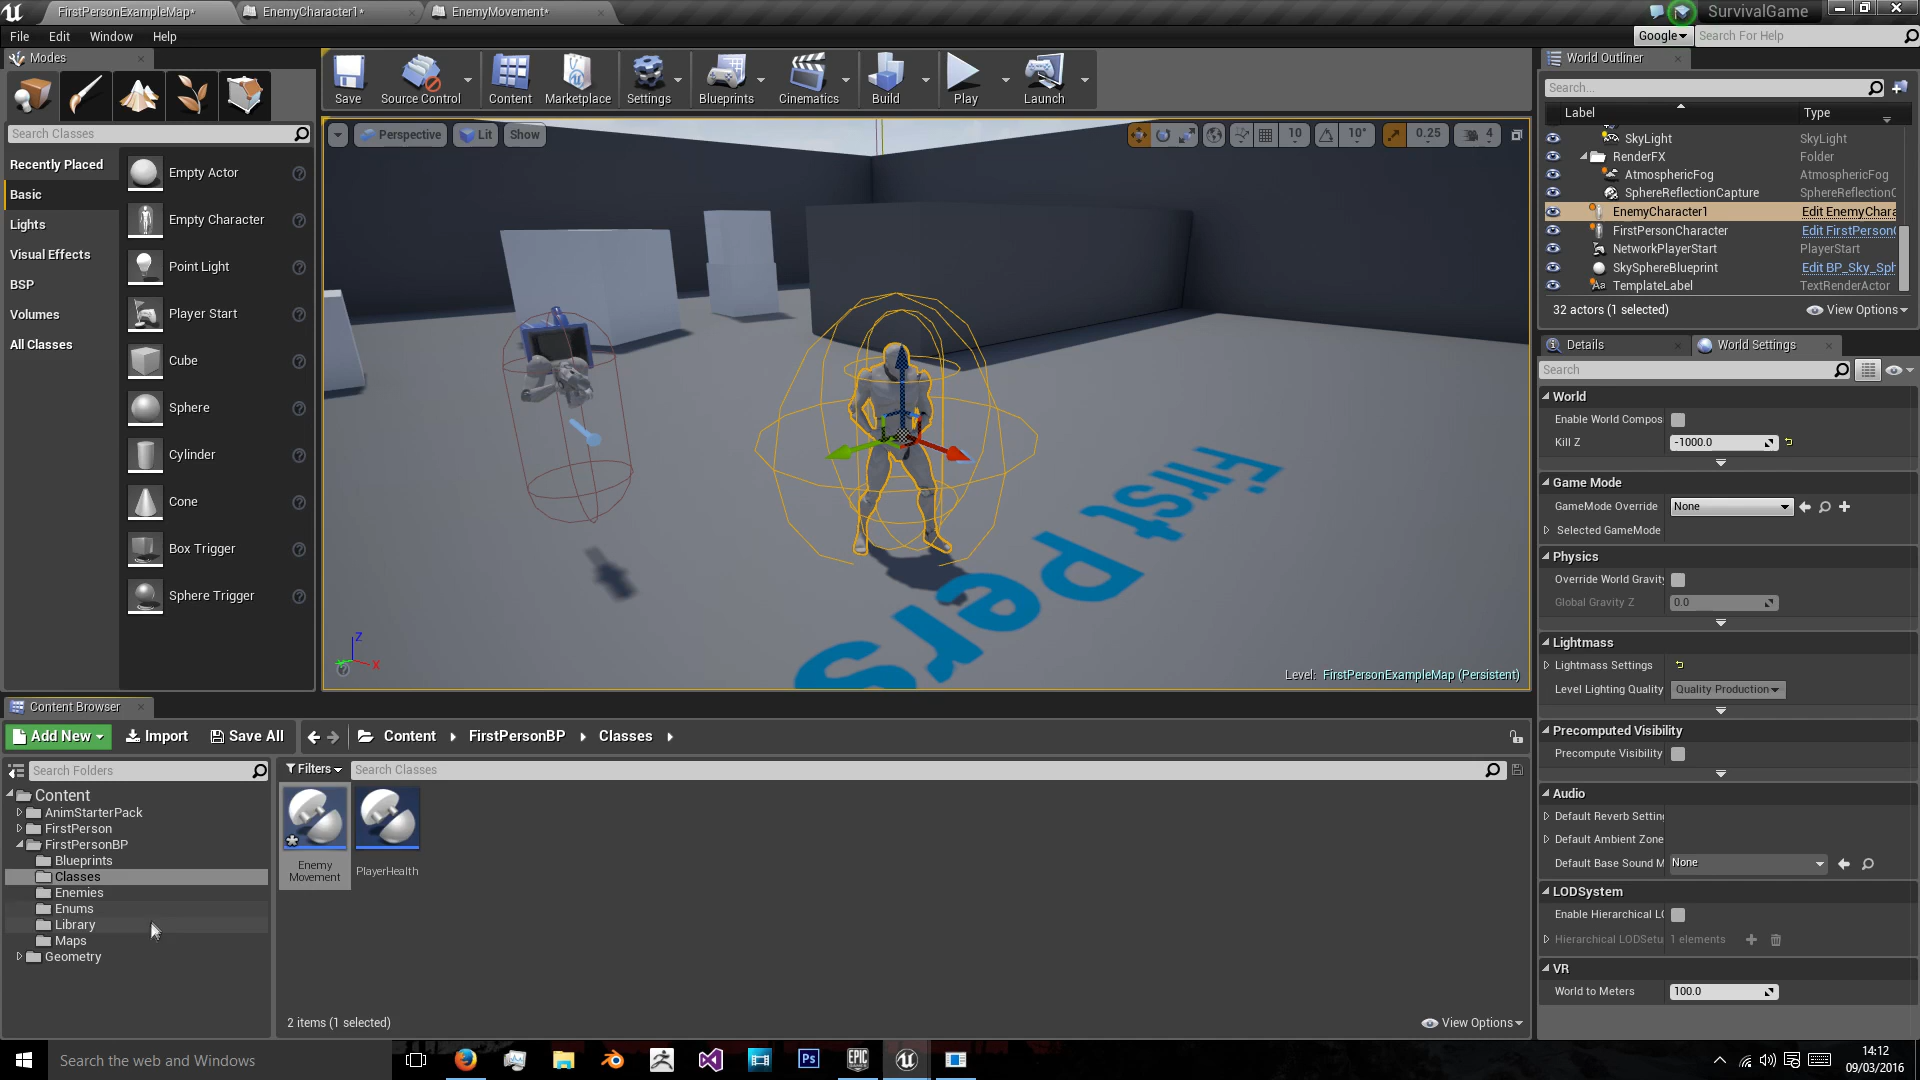 FirstPersonExampleMap*
EnemyCharacter1*
EnemyMovement*
SurvivalGame
File Edit Window Help
Google
Search For Help
Modes
Search Classes
Recently Placed
Basic
Lights
Visual Effects
BSP
Volumes
All Classes
Empty Actor
Empty Character
Point Light
Player Start
Cube
Sphere
Cylinder
Cone
Box Trigger
Sphere Trigger
Save
Source Control
Content
Marketplace
Settings
Blueprints
Cinematics
Build
Play
Launch
Perspective
Lit
Show
10
10°
0.25
4
First Pers
Z
X
Level: FirstPersonExampleMap (Persistent)
World Outliner
Search...
Label Type
SkyLight SkyLight
RenderFX Folder
AtmosphericFog AtmosphericFog
SphereReflectionCapture SphereReflectionC
EnemyCharacter1 Edit EnemyChara
FirstPersonCharacter Edit FirstPerson
NetworkPlayerStart PlayerStart
SkySphereBlueprint Edit BP_Sky_Sph
TemplateLabel TextRenderActor
32 actors (1 selected)
View Options
Details
World Settings
Search
World
Enable World Compos
Kill Z -1000.0
Game Mode
GameMode Override None
Selected GameMode
Physics
Override World Gravit
Global Gravity Z 0.0
Lightmass
Lightmass Settings
Level Lighting Quality Quality Production
Precomputed Visibility
Precompute Visibility
Audio
Default Reverb Settin
Default Ambient Zone
Default Base Sound M None
LODSystem
Enable Hierarchical L
Hierarchical LODSetu 1 elements
VR
World to Meters 100.0
Content Browser
Add New
Import
Save All
Content FirstPersonBP Classes
Search Folders
Filters
Search Classes
Content
AnimStarterPack
FirstPerson
FirstPersonBP
Blueprints
Classes
Enemies
Enums
Library
Maps
Geometry
Enemy
Movement
PlayerHealth
2 items (1 selected)
View Options
Search the web and Windows
Ps
EPIC
14:12
09/03/2016